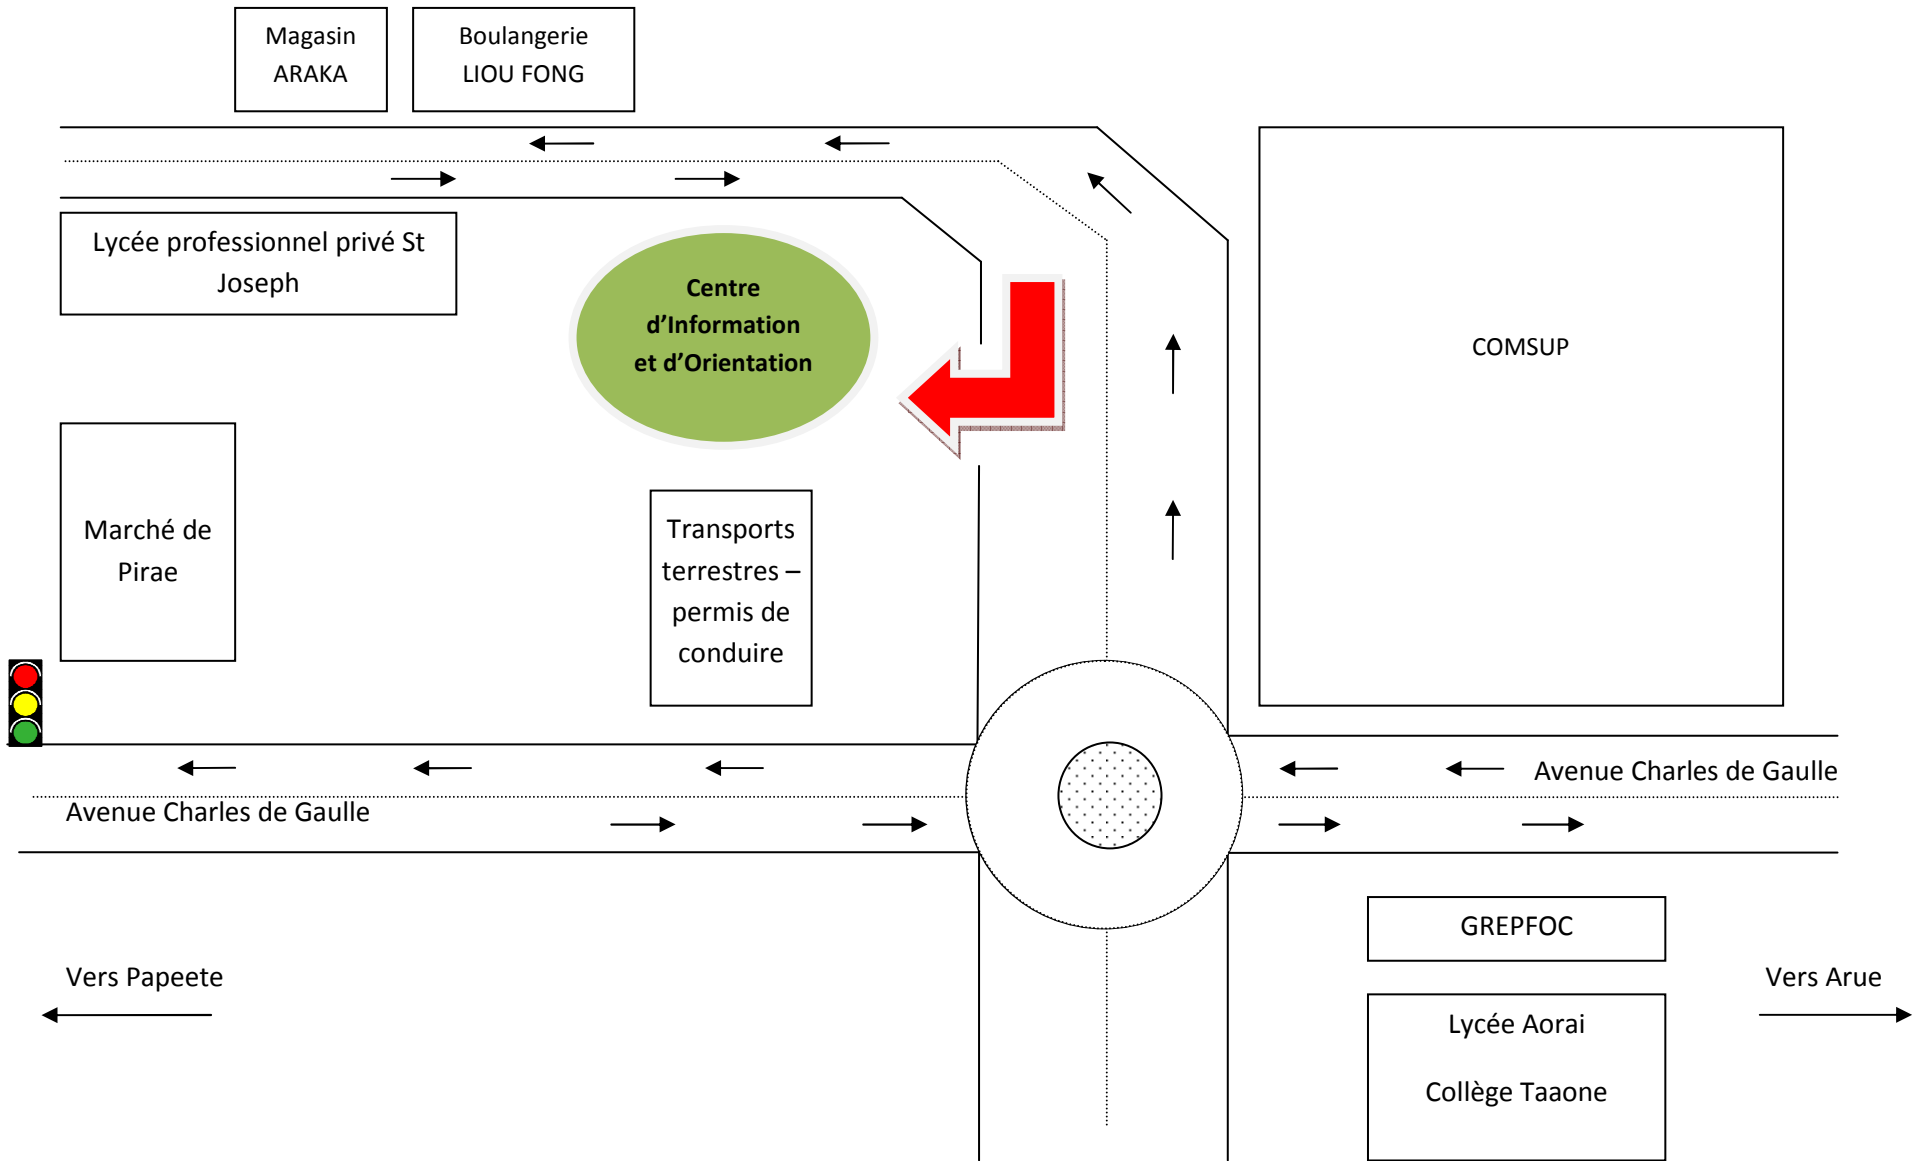 Magasin
ARAKA
Boulangerie
LIOU FONG
Lycée professionnel privé St
Joseph
Centre
d’Information
et d’Orientation
COMSUP
Marché de
Pirae
Transports
terrestres –
permis de
conduire
Avenue Charles de Gaulle
Avenue Charles de Gaulle
GREPFOC
Vers Papeete
Vers Arue
Lycée Aorai
Collège Taaone